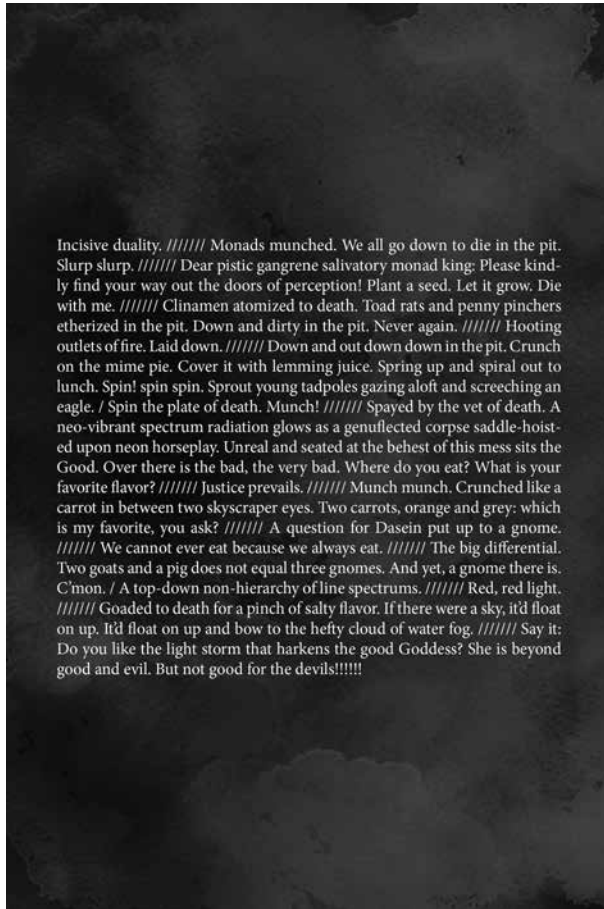 Incisive duality. /////// Monads munched. We all go down to die in the pit.
Slurp slurp. /////// Dear pistic gangrene salivatory monad king: Please kind-
ly find your way out the doors of perception! Plant a seed. Let it grow. Die
with me. /////// Clinamen atomized to death. Toad rats and penny pinchers
etherized in the pit. Down and dirty in the pit. Never again. /////// Hooting
outlets of fire. Laid down. /////// Down and out down down in the pit. Crunch
on the mime pie. Cover it with lemming juice. Spring up and spiral out to
lunch. Spin! spin spin. Sprout young tadpoles gazing aloft and screeching an
eagle. / Spin the plate of death. Munch! /////// Spayed by the vet of death. A
neo-vibrant spectrum radiation glows as a genuflected corpse saddle-hoist-
ed upon neon horseplay. Unreal and seated at the behest of this mess sits the
Good. Over there is the bad, the very bad. Where do you eat? What is your
favorite flavor? /////// Justice prevails. /////// Munch munch. Crunched like a
carrot in between two skyscraper eyes. Two carrots, orange and grey: which
is my favorite, you ask? /////// A question for Dasein put up to a gnome.
/////// We cannot ever eat because we always eat. /////// The big differential.
Two goats and a pig does not equal three gnomes. And yet, a gnome there is.
C'mon. / A top-down non-hierarchy of line spectrums. /////// Red, red light.
/////// Goaded to death for a pinch of salty flavor. If there were a sky, it'd float
on up. It'd float on up and bow to the hefty cloud of water fog. /////// Say it:
Do you like the light storm that harkens the good Goddess? She is beyond
good and evil. But not good for the devils!!!!!!